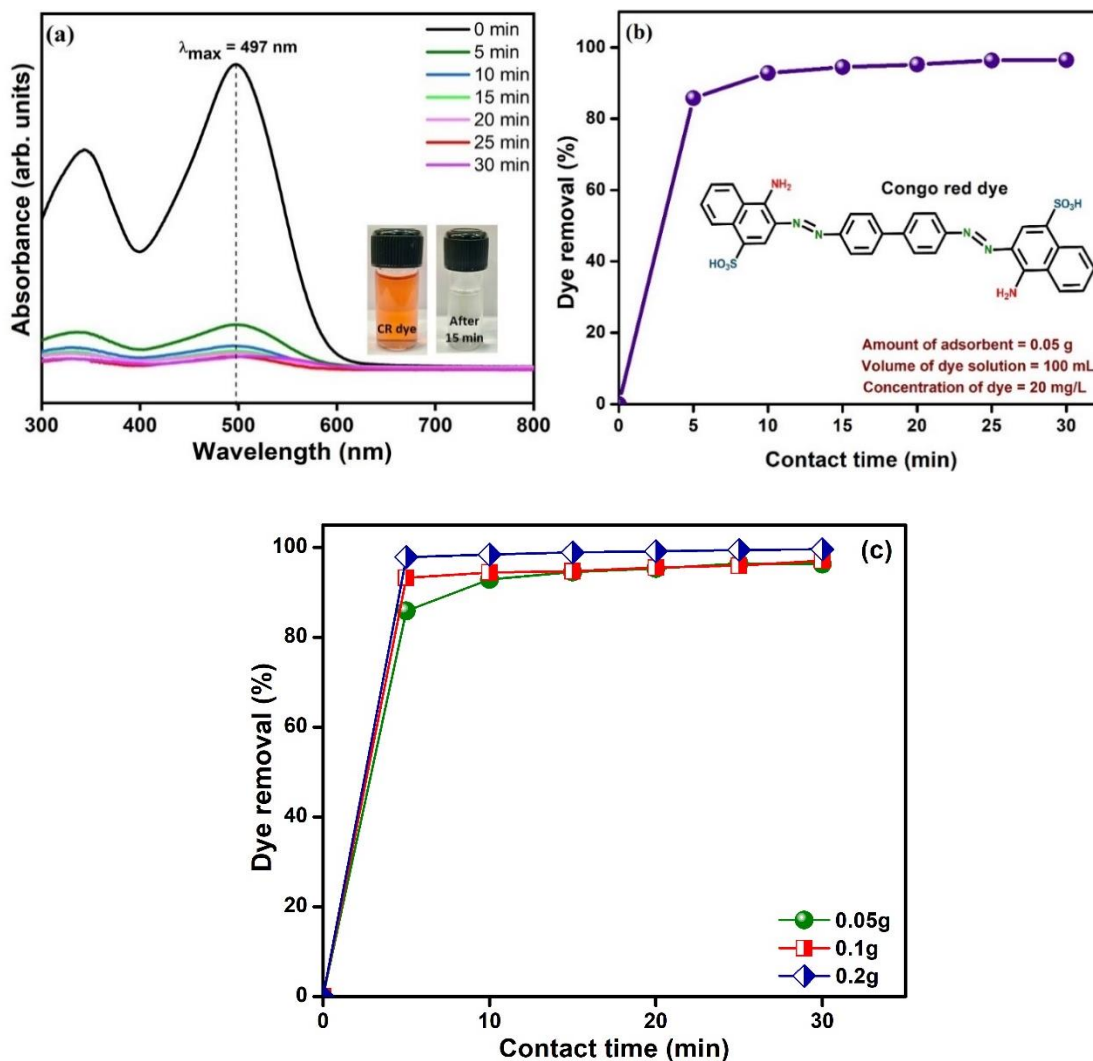 (a)
λmax = 497 nm
0 min
5 min
10 min
15 min
20 min
25 min
30 min
CR dye
After
15 min
Absorbance (arb. units)
300 400 500 600 700 800
Wavelength (nm)
(b)
100
80
60
40
20
0
Dye removal (%)
Congo red dye
NH₂
SO₃H
N
N
N
N
HO₃S
H₂N
Amount of adsorbent = 0.05 g
Volume of dye solution = 100 mL
Concentration of dye = 20 mg/L
0 5 10 15 20 25 30
Contact time (min)
(c)
100
80
60
40
20
0
Dye removal (%)
0.05g
0.1g
0.2g
0 10 20 30
Contact time (min)